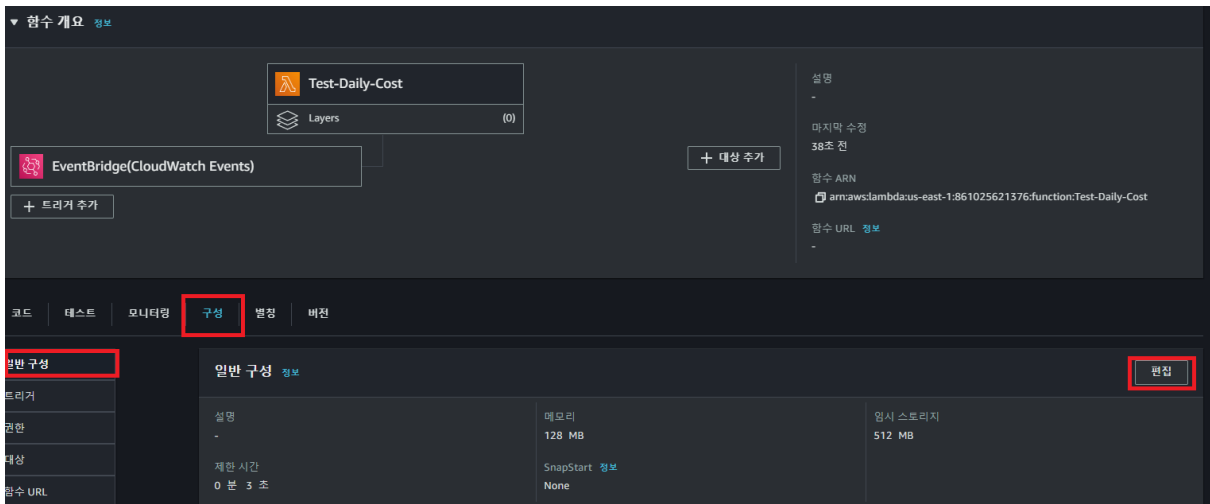 ▼ 함수 개요 정보
Test-Daily-Cost
Layers (0)
EventBridge(CloudWatch Events)
+ 트리거 추가
+ 대상 추가
설명
-
마지막 수정
38초 전
함수 ARN
arn:aws:lambda:us-east-1:861025621376:function:Test-Daily-Cost
함수 URL 정보
-
코드 테스트 모니터링 구성 별칭 버전
일반 구성
트리거
권한
대상
함수 URL
일반 구성 정보
편집
설명
-
메모리
128 MB
임시 스토리지
512 MB
제한 시간
0 분 3 초
SnapStart 정보
None